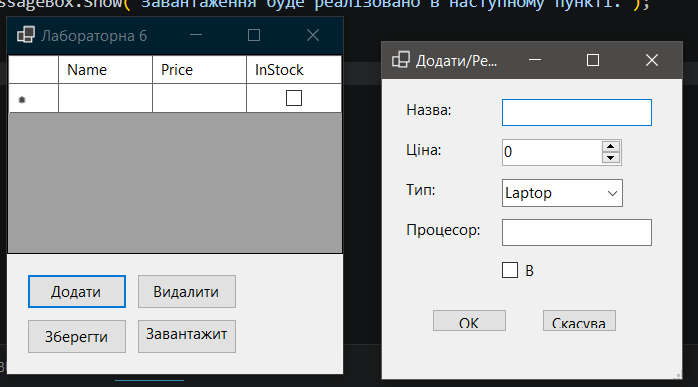 ssageBox.Show("Завантаження буде реалізовано в наступному пункті.");
Лабораторна 6
Name Price InStock
Додати Видалити
Зберегти Завантажит
Додати/Ре...
Назва:
Ціна: 0
Тип: Laptop
Процесор:
В
ОК Скасува